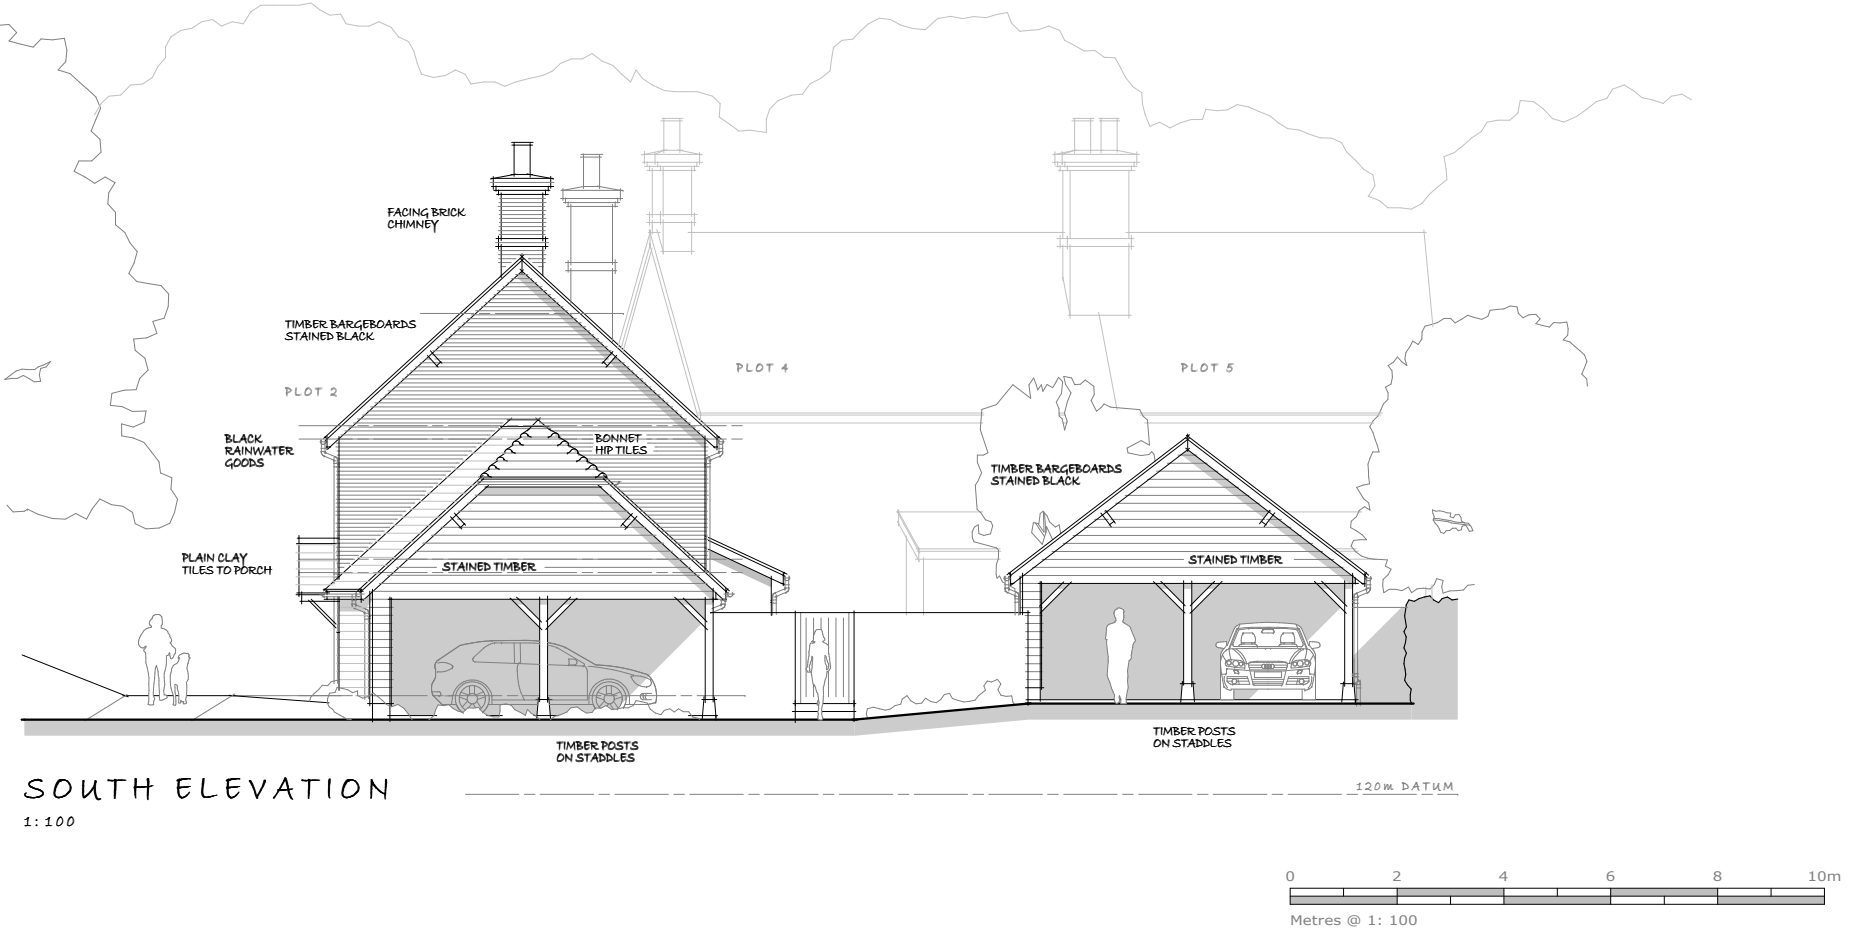 FACING BRICK
CHIMNEY
TIMBER BARGEBOARDS
STAINED BLACK
PLOT 2
PLOT 4
PLOT 5
BLACK
RAINWATER
GOODS
BONNET
HIP TILES
TIMBER BARGEBOARDS
STAINED BLACK
PLAIN CLAY
TILES TO PORCH
STAINED TIMBER
STAINED TIMBER
TIMBER POSTS
ON STADDLES
TIMBER POSTS
ON STADDLES
SOUTH ELEVATION
1:100
120m DATUM
0 2 4 6 8 10m
Metres @ 1: 100